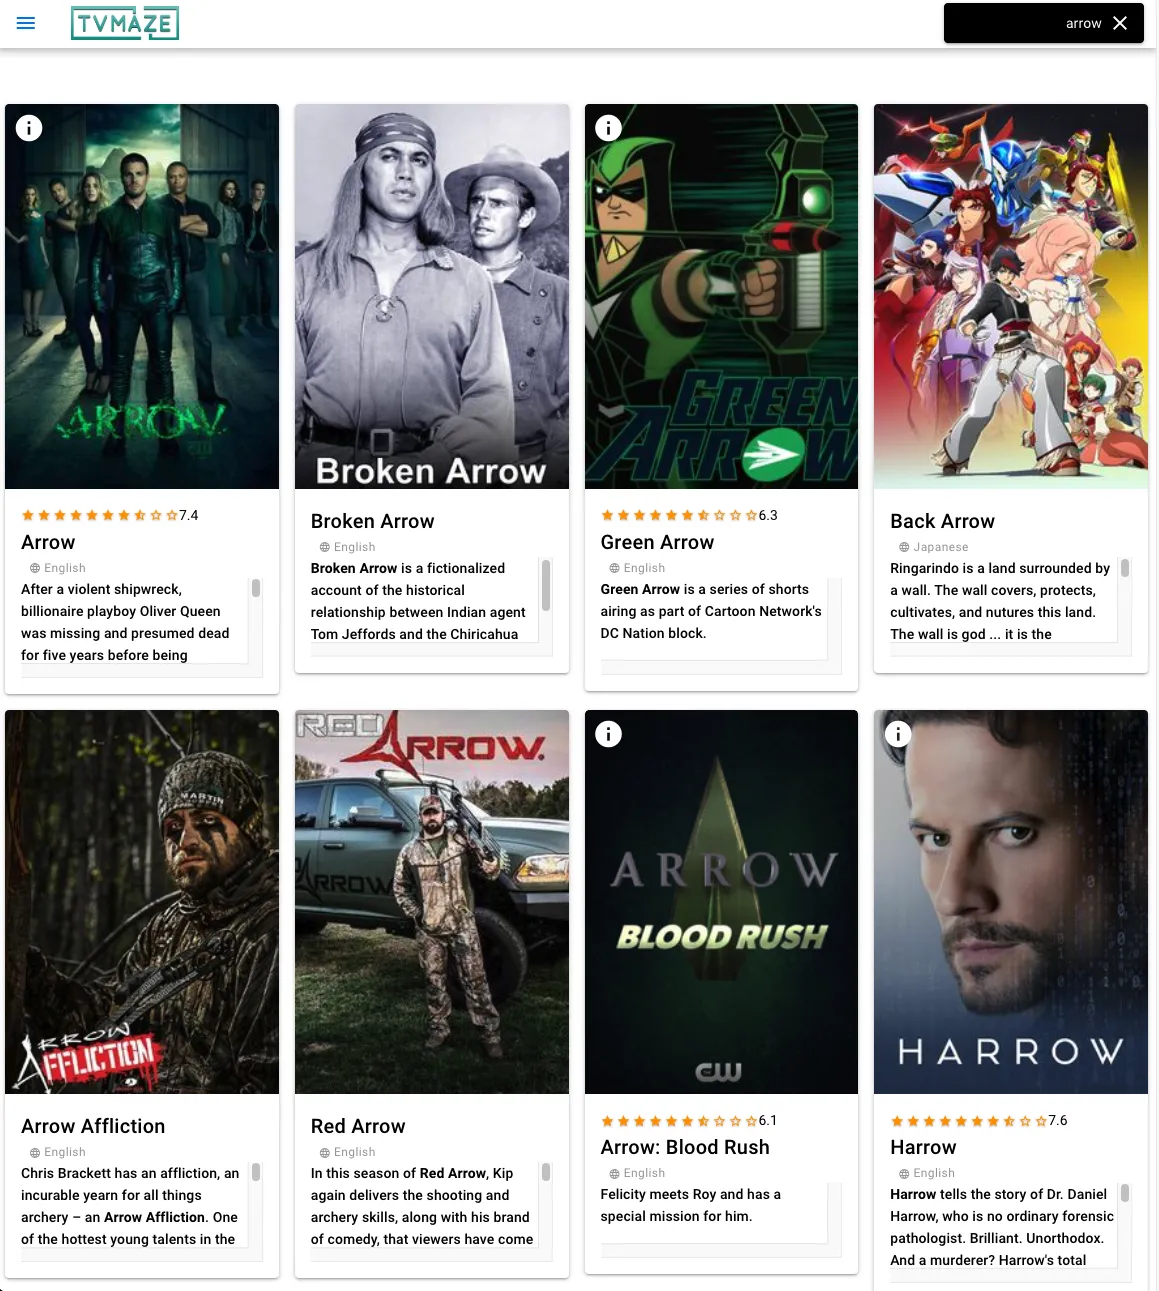 TVMAZE
arrow
ARROW
CW
Broken Arrow
GREEN
ARROW
7.4
Arrow
English
After a violent shipwreck,
billionaire playboy Oliver Queen
was missing and presumed dead
for five years before being
Broken Arrow
English
Broken Arrow is a fictionalized
account of the historical
relationship between Indian agent
Tom Jeffords and the Chiricahua
6.3
Green Arrow
English
Green Arrow is a series of shorts
airing as part of Cartoon Network's
DC Nation block.
Back Arrow
Japanese
Ringarindo is a land surrounded by
a wall. The wall covers, protects,
cultivates, and nutures this land.
The wall is god ... it is the
MARTIN
ARROW
AFFLICTION
RED ARROW.
ARROW
ARROW
BLOOD RUSH
CW
HARROW
Arrow Affliction
English
Chris Brackett has an affliction, an
incurable yearn for all things
archery – an Arrow Affliction. One
of the hottest young talents in the
Red Arrow
English
In this season of Red Arrow, Kip
again delivers the shooting and
archery skills, along with his brand
of comedy, that viewers have come
6.1
Arrow: Blood Rush
English
Felicity meets Roy and has a
special mission for him.
7.6
Harrow
English
Harrow tells the story of Dr. Daniel
Harrow, who is no ordinary forensic
pathologist. Brilliant. Unorthodox.
And a murderer? Harrow's total